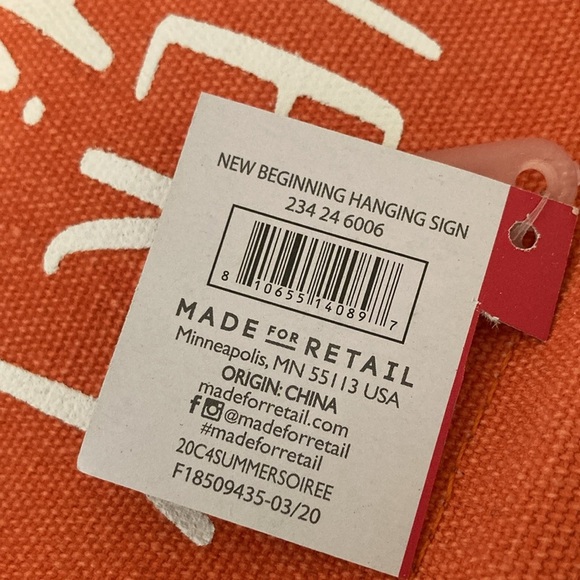 NEW BEGINNING HANGING SIGN
234 24 6006
8 10655 14089 7
MADE FOR RETAIL
Minneapolis, MN 55113 USA
ORIGIN: CHINA
madeforretail.com
@madeforretail
#madeforretail
20C4SUMMERSOIREE
F18509435-03/20